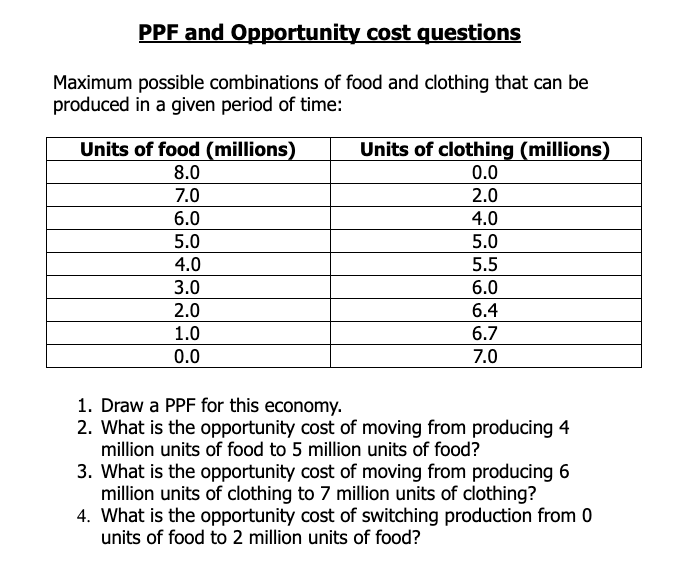 PPF and Opportunity cost questions
Maximum possible combinations of food and clothing that can be
produced in a given period of time:
Units of food (millions) Units of clothing (millions)
8.0 0.0
7.0 2.0
6.0 4.0
5.0 5.0
4.0 5.5
3.0 6.0
2.0 6.4
1.0 6.7
0.0 7.0
1. Draw a PPF for this economy.
2. What is the opportunity cost of moving from producing 4
million units of food to 5 million units of food?
3. What is the opportunity cost of moving from producing 6
million units of clothing to 7 million units of clothing?
4. What is the opportunity cost of switching production from 0
units of food to 2 million units of food?